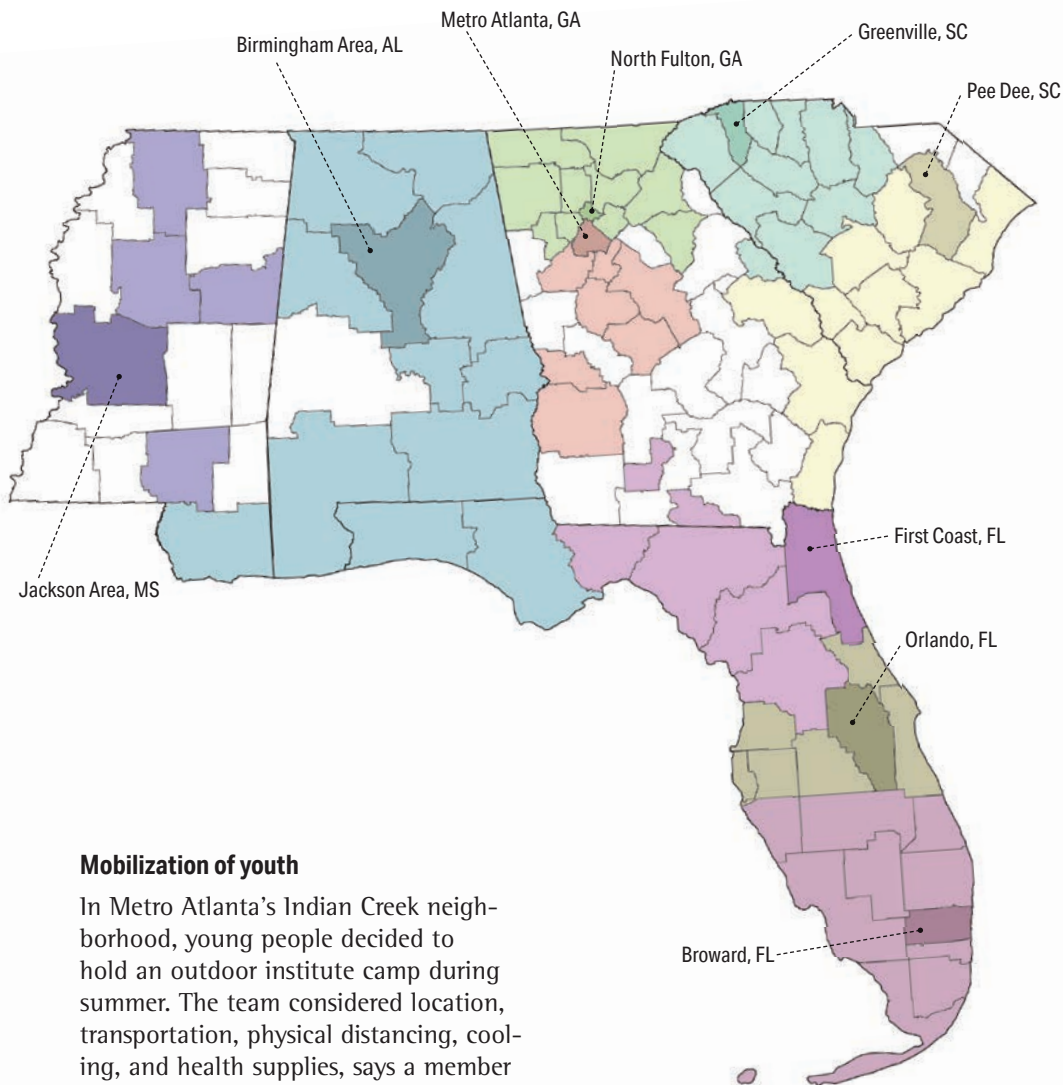 Metro Atlanta, GA
Birmingham Area, AL
Greenville, SC
North Fulton, GA
Pee Dee, SC
First Coast, FL
Jackson Area, MS
Orlando, FL
Broward, FL
Mobilization of youth
In Metro Atlanta's Indian Creek neigh-
borhood, young people decided to
hold an outdoor institute camp during
summer. The team considered location,
transportation, physical distancing, cool-
ing, and health supplies, says a member